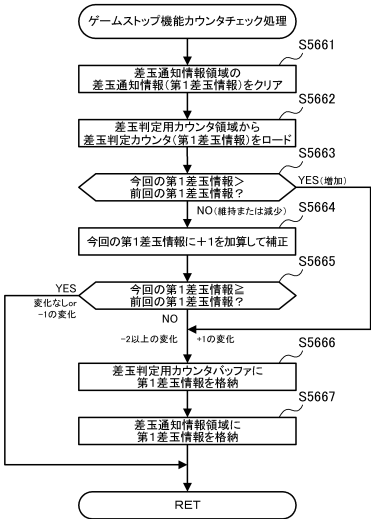 ゲームストップ機能カウンタチェック処理
S5661
差玉通知情報領域の
差玉通知情報(第1差玉情報)をクリア
S5662
差玉判定用カウンタ領域から
差玉判定カウンタ(第1差玉情報)をロード
S5663
今回の第1差玉情報>
前回の第1差玉情報?
YES(増加)
NO(維持または減少)
S5664
今回の第1差玉情報に+1を加算して補正
S5665
今回の第1差玉情報≧
前回の第1差玉情報?
YES
変化なしor
-1の変化
NO
-2以上の変化
+1の変化
S5666
差玉判定用カウンタバッファに
第1差玉情報を格納
S5667
差玉通知情報領域に
第1差玉情報を格納
RET